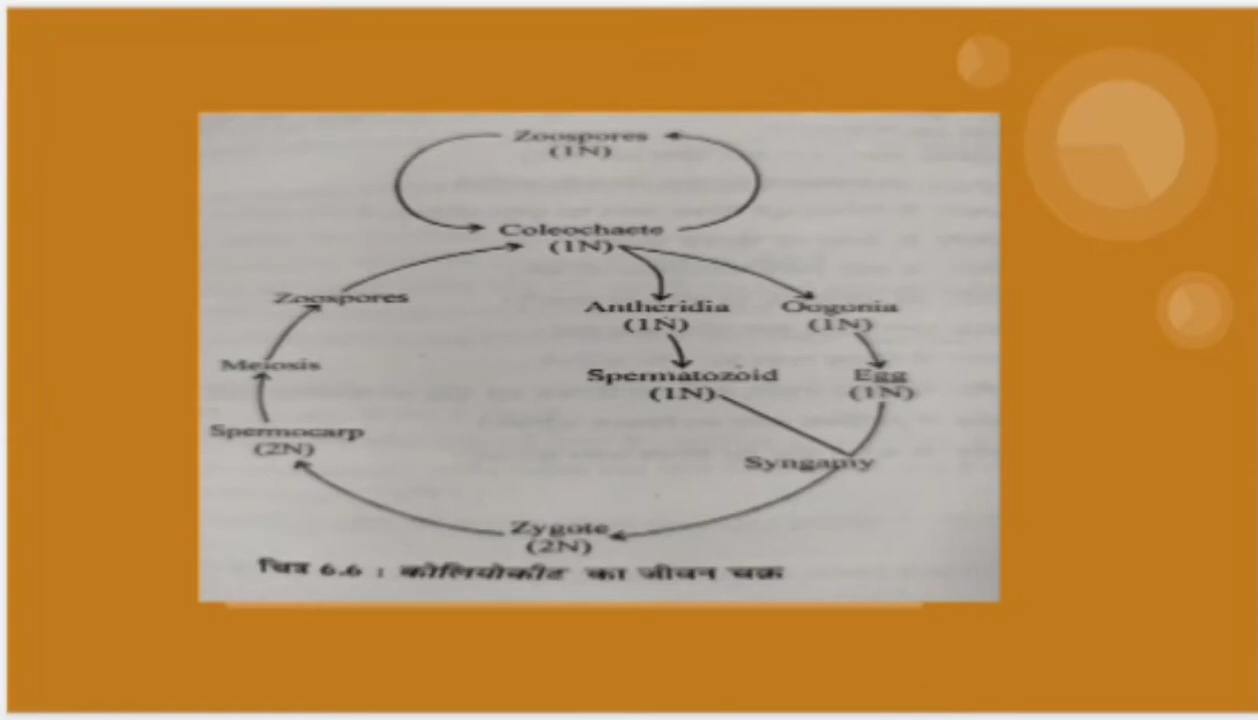 Zoospores
(1N)
Coleochaete
(1N)
Zoospores
Antheridia
(1N)
Oogonia
(1N)
Meiosis
Spermatozoid
(1N)
Egg
(1N)
Spermocarp
(2N)
Syngamy
Zygote
(2N)
चित्र 6.6 : कोलियोकीट का जीवन चक्र